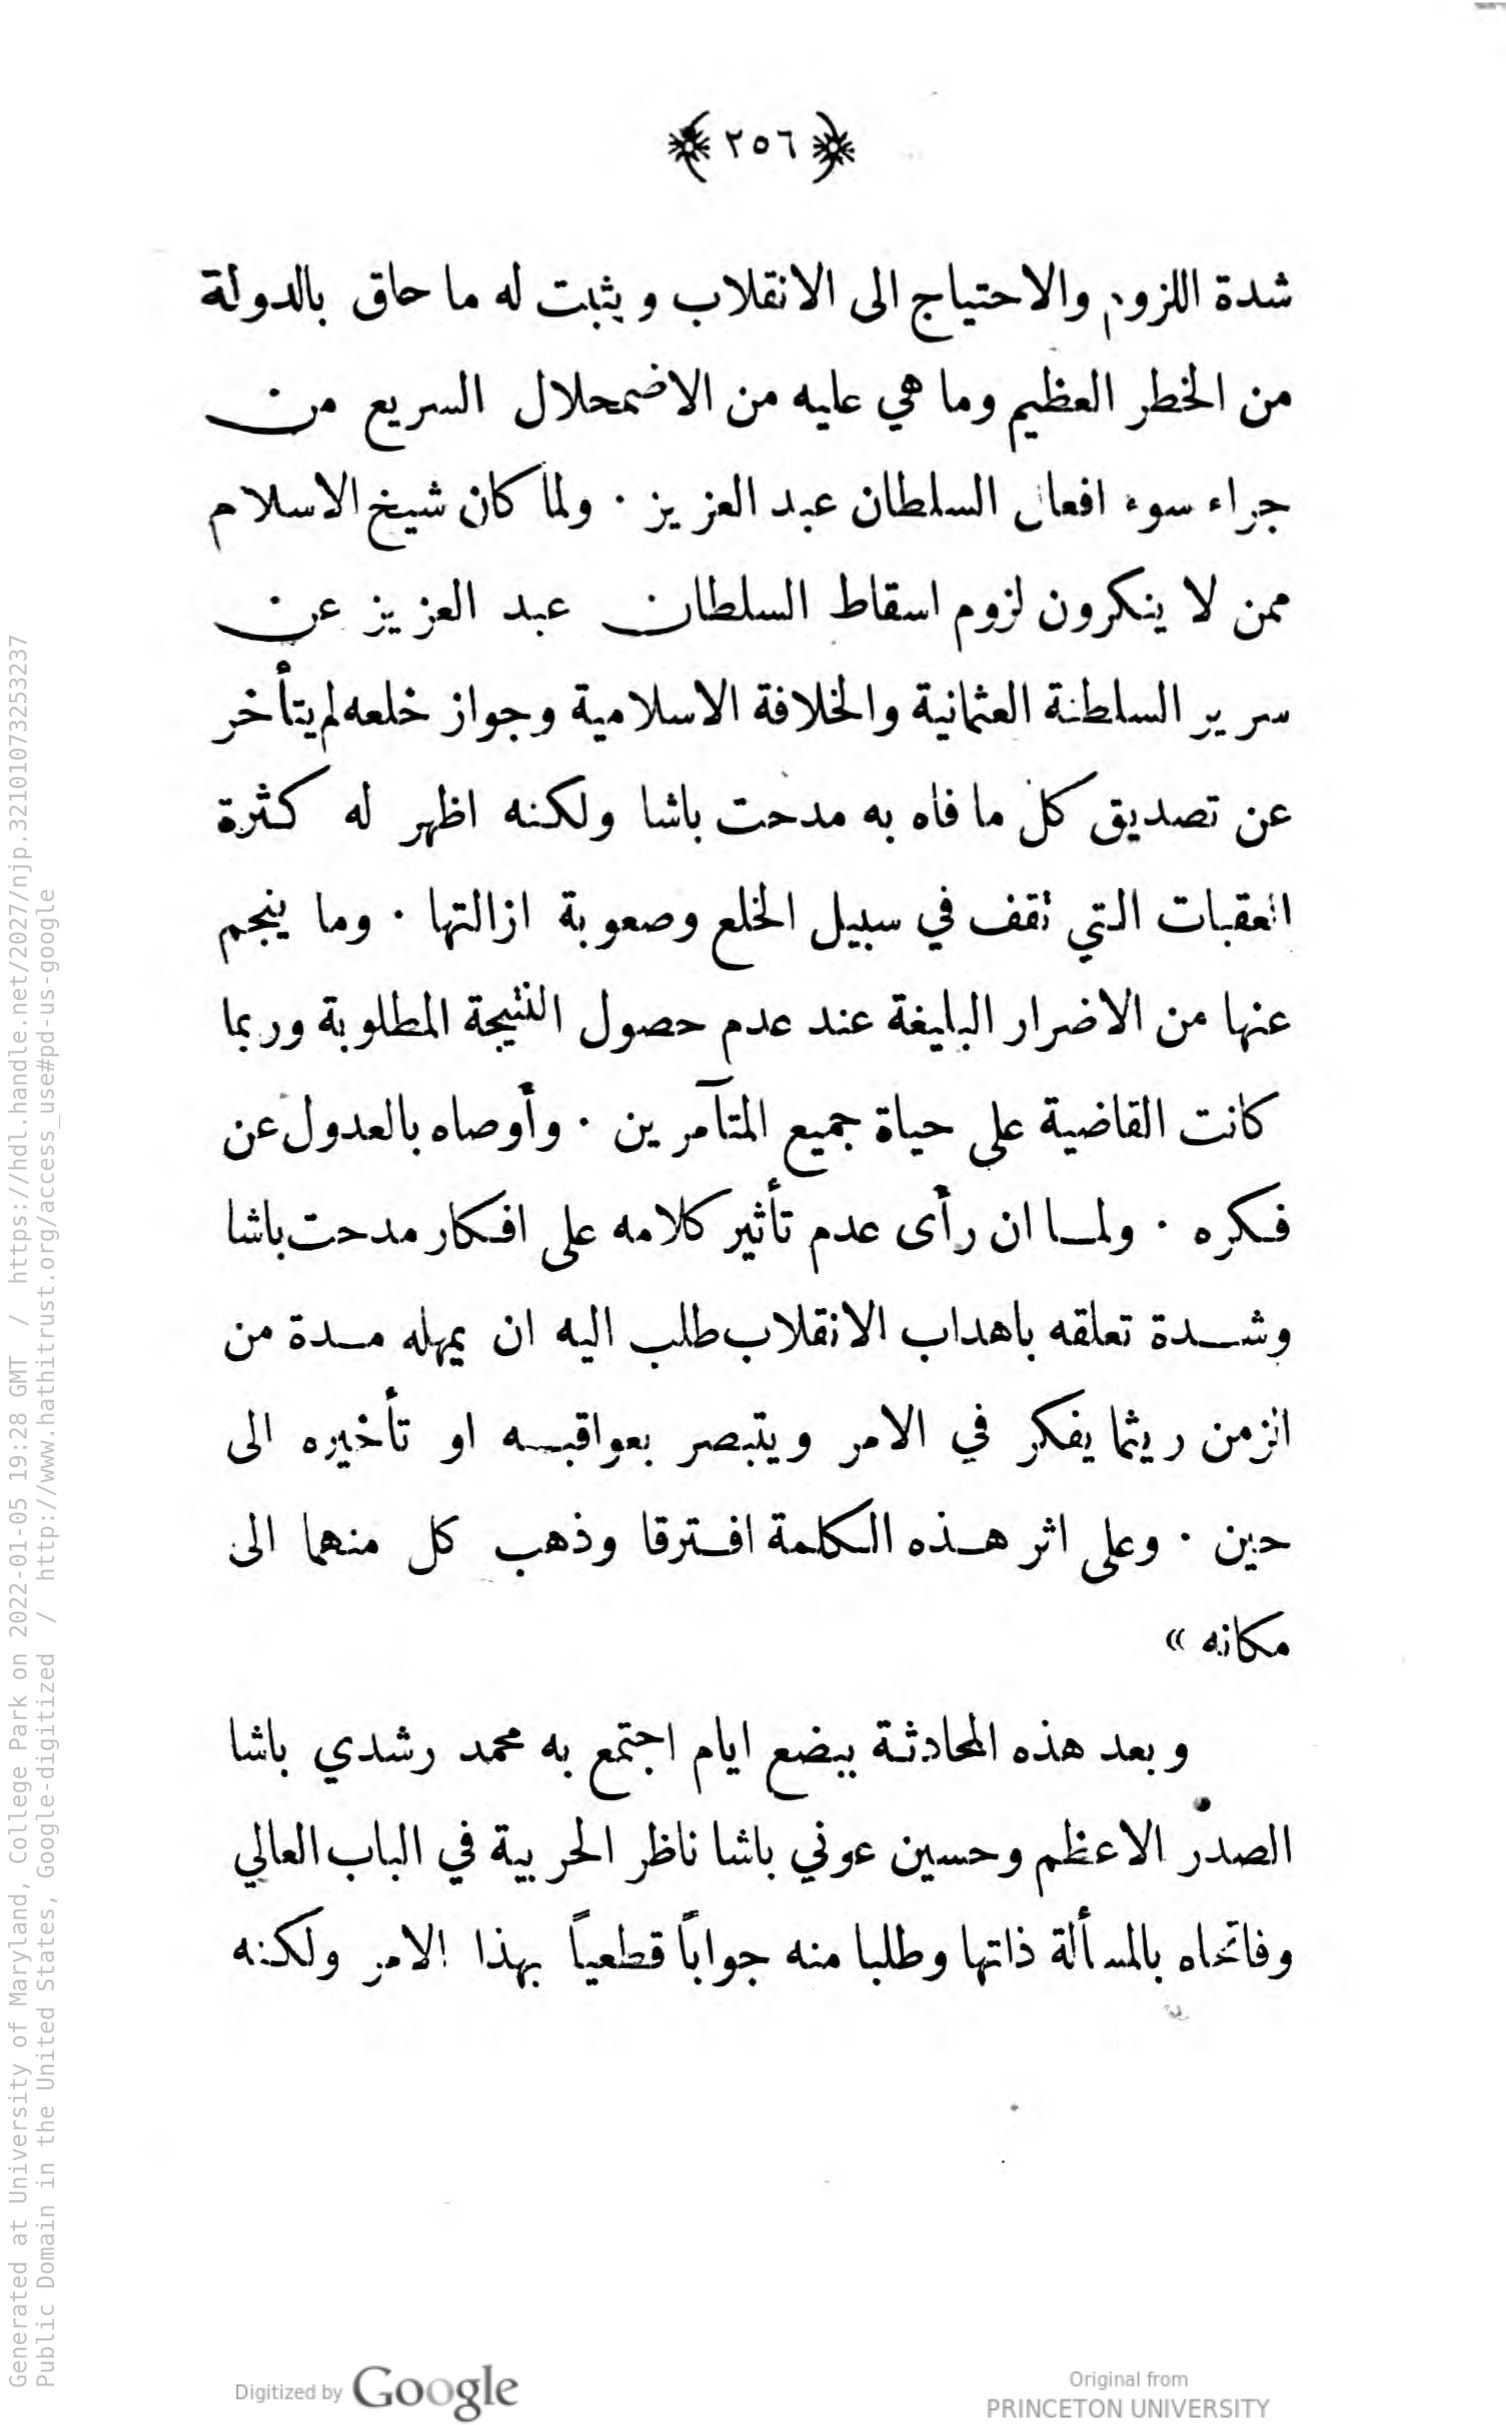 ﴿ ٢٥٦ ﴾
شدة اللزوم والاحتياج الى الانقلاب ويثبت له ما حاق بالدولة
من الخطر العظيم وما هي عليه من الاضمحلال السريع من
جراء سوء افعال السلطان عبد العزيز · ولما كان شيخ الاسلام
ممن لا ينكرون لزوم اسقاط السلطان عبد العزيز عن
سرير السلطنة العثمانية والخلافة الاسلامية وجواز خلعه لم يتأخر
عن تصديق كل ما فاه به مدحت باشا ولكنه اظهر له كثرة
العقبات التي تقف في سبيل الخلع وصعوبة ازالتها · وما ينجم
عنها من الاضرار البليغة عند عدم حصول النتيجة المطلوبة وربما
كانت القاضية على حياة جميع المتآمرين · وأوصاه بالعدول عن
فكره · ولما ان رأى عدم تأثير كلامه على افكار مدحت باشا
وشدة تعلقه باهداب الانقلاب طلب اليه ان يمهله مدة من
الزمن ريثما يفكر في الامر ويتبصر بعواقبه او تأخيره الى
حين · وعلى اثر هذه الكلمة افترقا وذهب كل منهما الى
مكانه »
وبعد هذه المحادثة ببضع ايام اجتمع به محمد رشدي باشا
الصدر الاعظم وحسين عوني باشا ناظر الحربية في الباب العالي
وفاتحاه بالمسألة ذاتها وطلبا منه جواباً قطعياً بهذا الامر ولكنه
Generated at University of Maryland, College Park on 2022-01-05 19:28 GMT / https://hdl.handle.net/2027/njp.32101073253237
Public Domain in the United States, Google-digitized / http://www.hathitrust.org/access_use#pd-us-google
Digitized by Google
Original from
PRINCETON UNIVERSITY